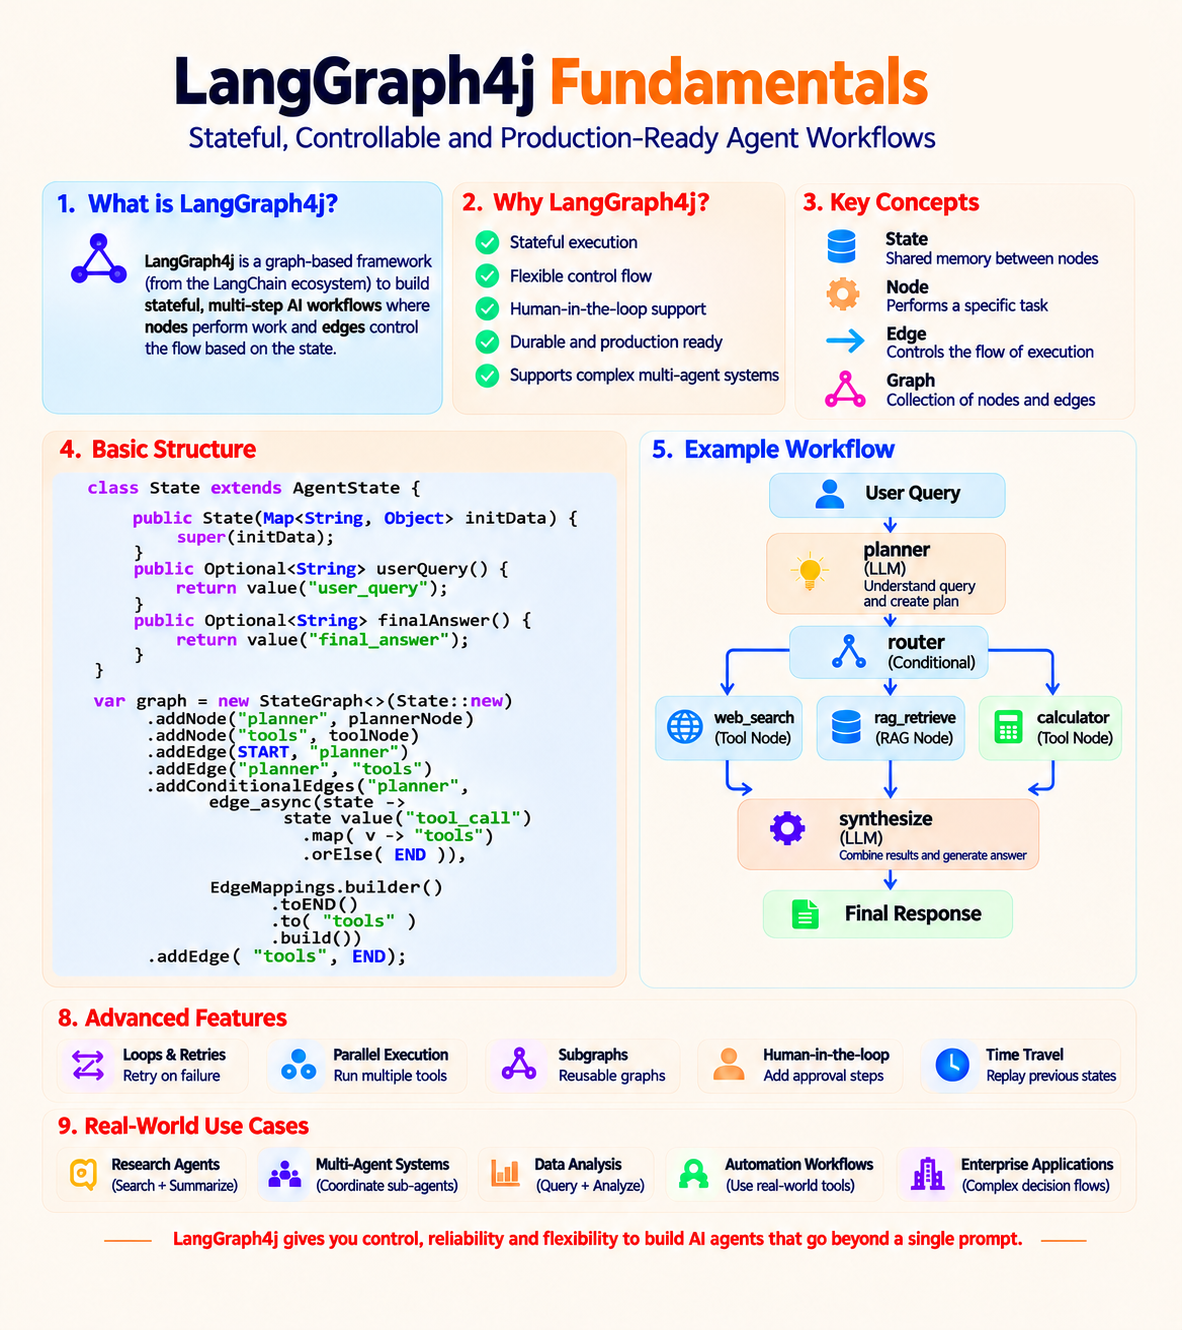 LangGraph4j Fundamentals
Stateful, Controllable and Production-Ready Agent Workflows
1. What is LangGraph4j?
LangGraph4j is a graph-based framework
(from the LangChain ecosystem) to build
stateful, multi-step AI workflows where
nodes perform work and edges control
the flow based on the state.
2. Why LangGraph4j?
Stateful execution
Flexible control flow
Human-in-the-loop support
Durable and production ready
Supports complex multi-agent systems
3. Key Concepts
State
Shared memory between nodes
Node
Performs a specific task
Edge
Controls the flow of execution
Graph
Collection of nodes and edges
4. Basic Structure
class State extends AgentState {
public State(Map<String, Object> initData) {
super(initData);
}
public Optional<String> userQuery() {
return value("user_query");
}
public Optional<String> finalAnswer() {
return value("final_answer");
}
}
var graph = new StateGraph<>(State::new)
.addNode("planner", plannerNode)
.addNode("tools", toolNode)
.addEdge(START, "planner")
.addEdge("planner", "tools")
.addConditionalEdges("planner",
edge_async(state ->
state value("tool_call")
.map( v -> "tools")
.orElse( END )),
EdgeMappings.builder()
.toEND()
.to( "tools" )
.build())
.addEdge( "tools", END);
5. Example Workflow
User Query
planner
(LLM)
Understand query
and create plan
router
(Conditional)
web_search
(Tool Node)
rag_retrieve
(RAG Node)
calculator
(Tool Node)
synthesize
(LLM)
Combine results and generate answer
Final Response
8. Advanced Features
Loops & Retries
Retry on failure
Parallel Execution
Run multiple tools
Subgraphs
Reusable graphs
Human-in-the-loop
Add approval steps
Time Travel
Replay previous states
9. Real-World Use Cases
Research Agents
(Search + Summarize)
Multi-Agent Systems
(Coordinate sub-agents)
Data Analysis
(Query + Analyze)
Automation Workflows
(Use real-world tools)
Enterprise Applications
(Complex decision flows)
LangGraph4j gives you control, reliability and flexibility to build AI agents that go beyond a single prompt.